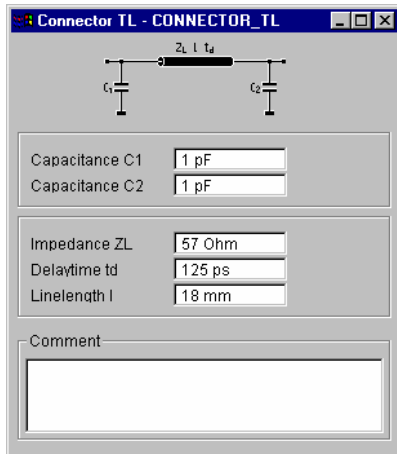 Connector TL - CONNECTOR_TL
ZL l td
C1
C2
Capacitance C1 1 pF
Capacitance C2 1 pF
Impedance ZL 57 Ohm
Delaytime td 125 ps
Linelength l 18 mm
Comment